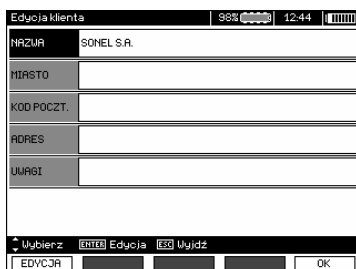 Edycja klienta 98% 12:44
NAZWA SONEL S.A.
MIASTO
KOD POCZT.
ADRES
UWAGI
Wybierz ENTER Edycja ESC Wyjdź
EDYCJA OK